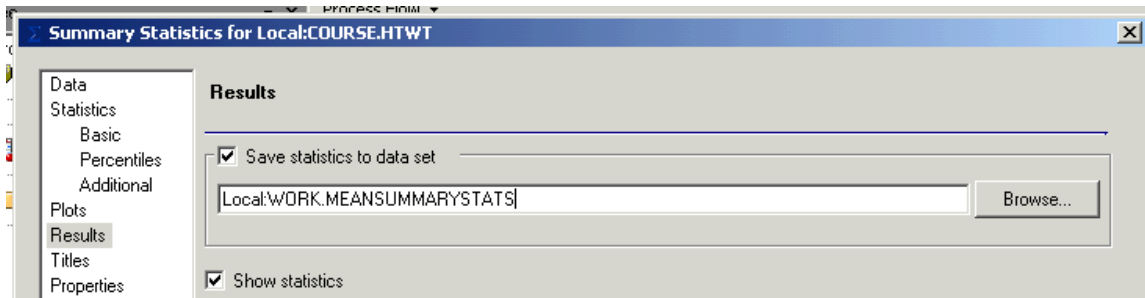 Process Flow
Summary Statistics for Local:COURSE.HTWT
Data
Statistics
Basic
Percentiles
Additional
Plots
Results
Titles
Properties
Results
Save statistics to data set
Local:WORK.MEANSUMMARYSTATS
Browse...
Show statistics